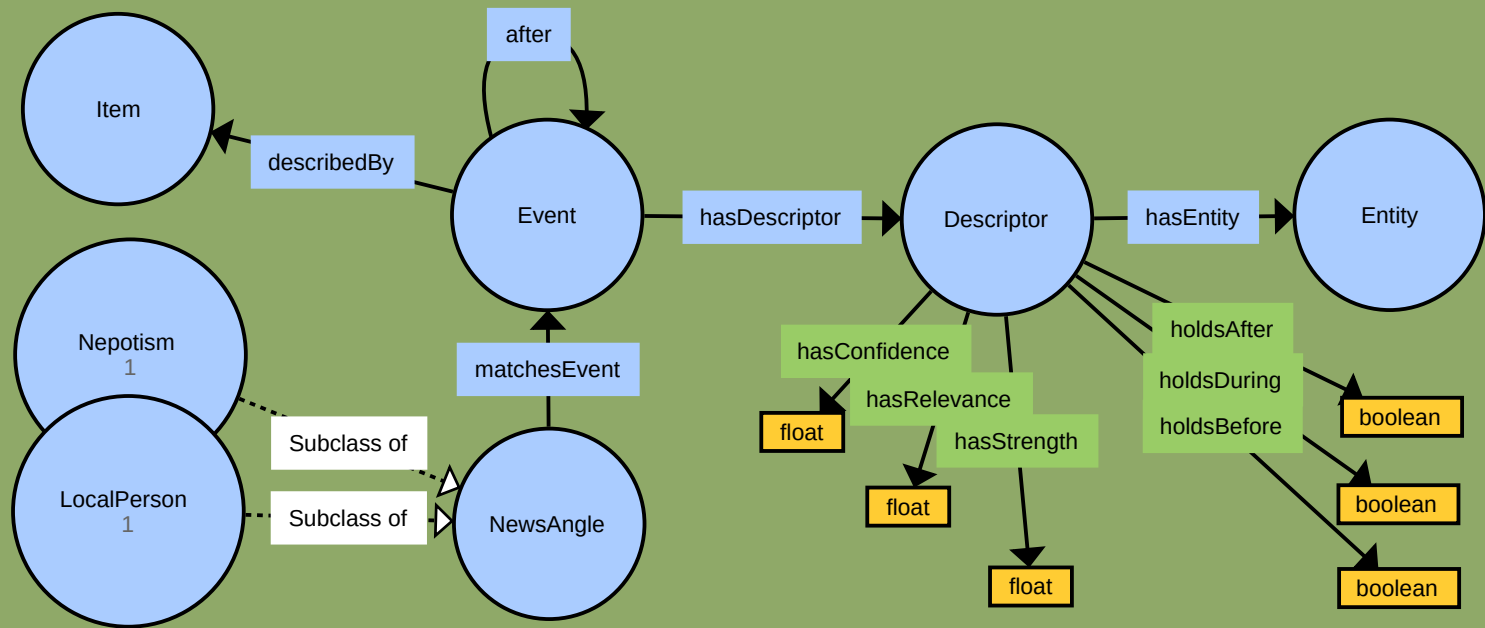 after
Item
describedBy
Event
hasDescriptor
Descriptor
hasEntity
Entity
Nepotism
1
matchesEvent
hasConfidence
hasRelevance
hasStrength
holdsAfter
holdsDuring
holdsBefore
float
float
float
boolean
boolean
boolean
Subclass of
LocalPerson
1
Subclass of
NewsAngle